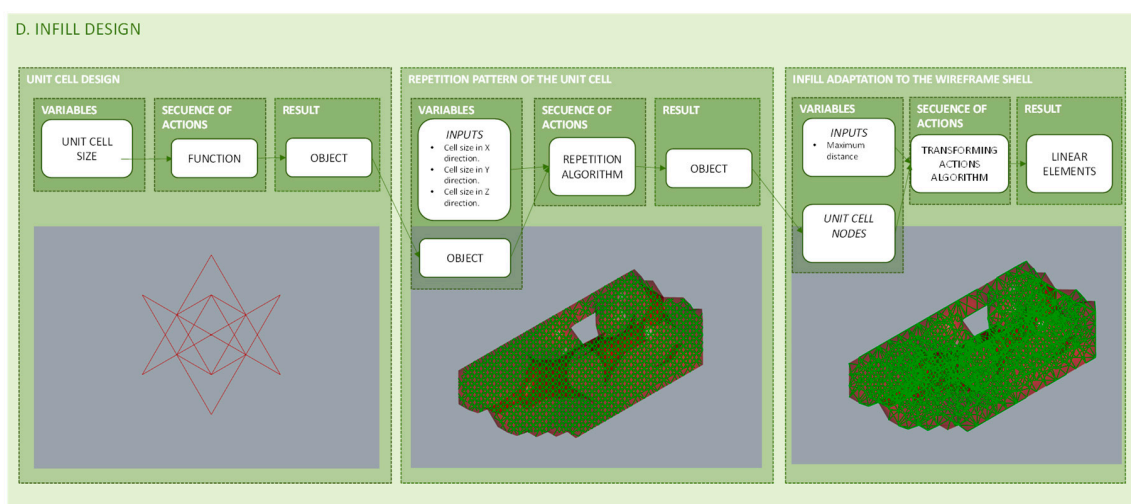 D. INFILL DESIGN
UNIT CELL DESIGN
VARIABLES
UNIT CELL
SIZE
SECUENCE OF
ACTIONS
FUNCTION
RESULT
OBJECT
REPETITION PATTERN OF THE UNIT CELL
VARIABLES
INPUTS
• Cell size in X
direction.
• Cell size in Y
direction.
• Cell size in Z
direction.
OBJECT
SECUENCE OF
ACTIONS
REPETITION
ALGORITHM
RESULT
OBJECT
INFILL ADAPTATION TO THE WIREFRAME SHELL
VARIABLES
INPUTS
• Maximum
distance
UNIT CELL
NODES
SECUENCE OF
ACTIONS
TRANSFORMING
ACTIONS
ALGORITHM
RESULT
LINEAR
ELEMENTS